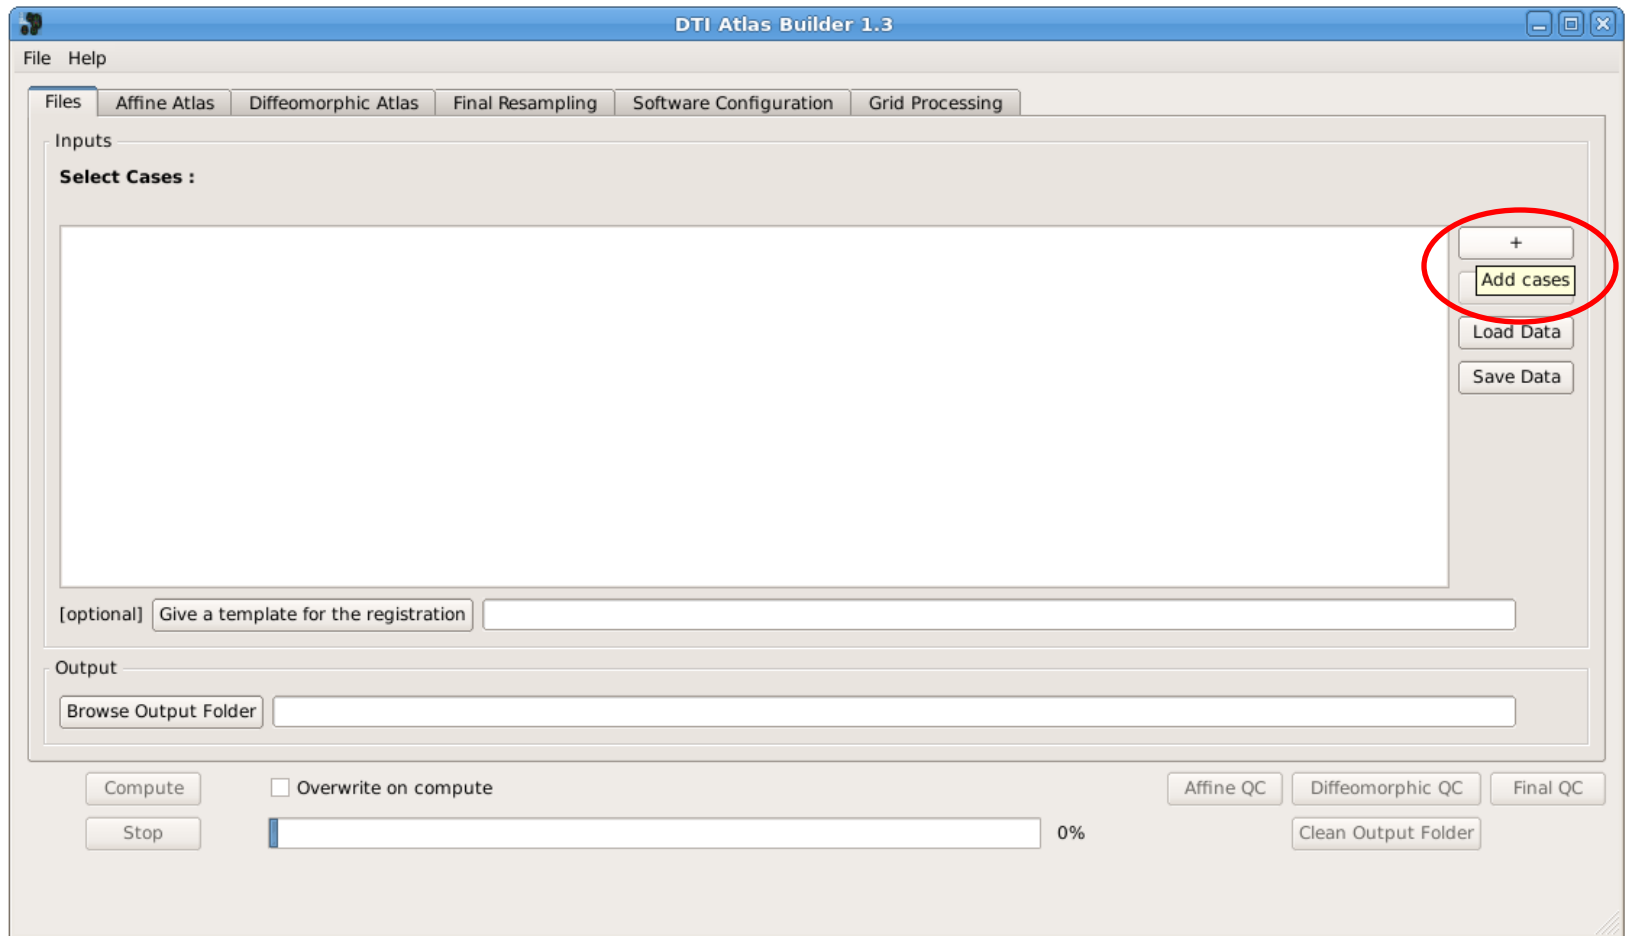 DTI Atlas Builder 1.3
File Help
Files Affine Atlas Diffeomorphic Atlas Final Resampling Software Configuration Grid Processing
Inputs
Select Cases :
+
Add cases
Load Data
Save Data
[optional] Give a template for the registration
Output
Browse Output Folder
Compute Overwrite on compute Affine QC Diffeomorphic QC Final QC
Stop 0% Clean Output Folder